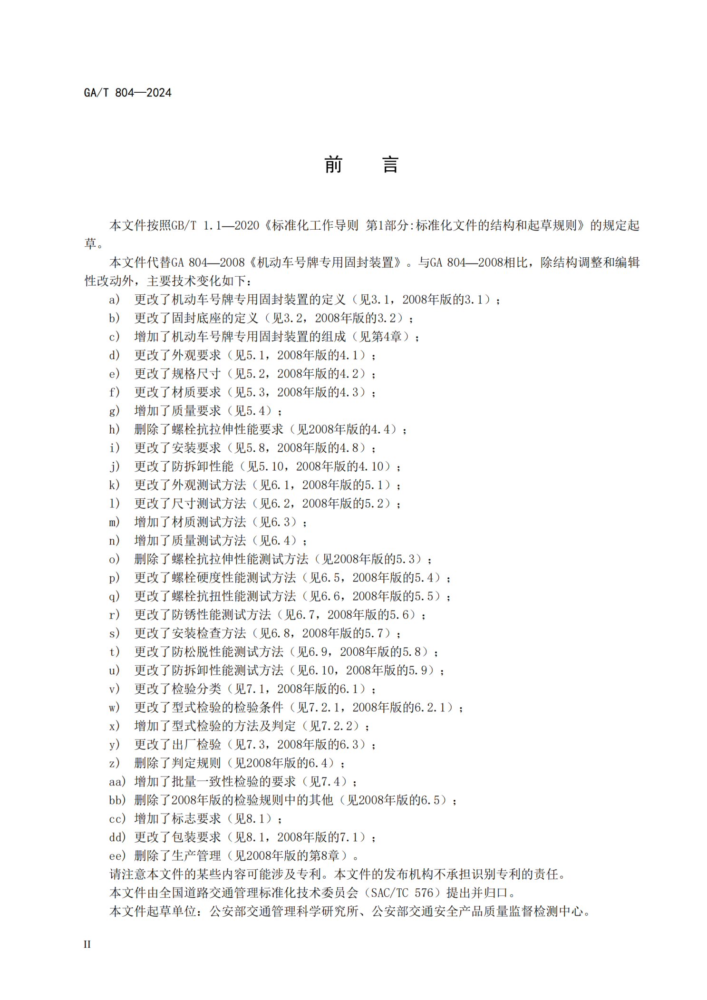 GA/T 804—2024
前 言
本文件按照GB/T 1.1—2020《标准化工作导则 第1部分:标准化文件的结构和起草规则》的规定起
草。
本文件代替GA 804—2008《机动车号牌专用固封装置》。与GA 804—2008相比，除结构调整和编辑
性改动外，主要技术变化如下：
a) 更改了机动车号牌专用固封装置的定义（见3.1，2008年版的3.1）；
b) 更改了固封底座的定义（见3.2，2008年版的3.2）；
c) 增加了机动车号牌专用固封装置的组成（见第4章）；
d) 更改了外观要求（见5.1，2008年版的4.1）；
e) 更改了规格尺寸（见5.2，2008年版的4.2）；
f) 更改了材质要求（见5.3，2008年版的4.3）；
g) 增加了质量要求（见5.4）；
h) 删除了螺栓抗拉伸性能要求（见2008年版的4.4）；
i) 更改了安装要求（见5.8，2008年版的4.8）；
j) 更改了防拆卸性能（见5.10，2008年版的4.10）；
k) 更改了外观测试方法（见6.1，2008年版的5.1）；
l) 更改了尺寸测试方法（见6.2，2008年版的5.2）；
m) 增加了材质测试方法（见6.3）；
n) 增加了质量测试方法（见6.4）；
o) 删除了螺栓抗拉伸性能测试方法（见2008年版的5.3）；
p) 更改了螺栓硬度性能测试方法（见6.5，2008年版的5.4）；
q) 更改了螺栓抗扭性能测试方法（见6.6，2008年版的5.5）；
r) 更改了防锈性能测试方法（见6.7，2008年版的5.6）；
s) 更改了安装检查方法（见6.8，2008年版的5.7）；
t) 更改了防松脱性能测试方法（见6.9，2008年版的5.8）；
u) 更改了防拆卸性能测试方法（见6.10，2008年版的5.9）；
v) 更改了检验分类（见7.1，2008年版的6.1）；
w) 更改了型式检验的检验条件（见7.2.1，2008年版的6.2.1）；
x) 增加了型式检验的方法及判定（见7.2.2）；
y) 更改了出厂检验（见7.3，2008年版的6.3）；
z) 删除了判定规则（见2008年版的6.4）；
aa) 增加了批量一致性检验的要求（见7.4）；
bb) 删除了2008年版的检验规则中的其他（见2008年版的6.5）；
cc) 增加了标志要求（见8.1）；
dd) 更改了包装要求（见8.1，2008年版的7.1）；
ee) 删除了生产管理（见2008年版的第8章）。
请注意本文件的某些内容可能涉及专利。本文件的发布机构不承担识别专利的责任。
本文件由全国道路交通管理标准化技术委员会（SAC/TC 576）提出并归口。
本文件起草单位：公安部交通管理科学研究所、公安部交通安全产品质量监督检测中心。
II